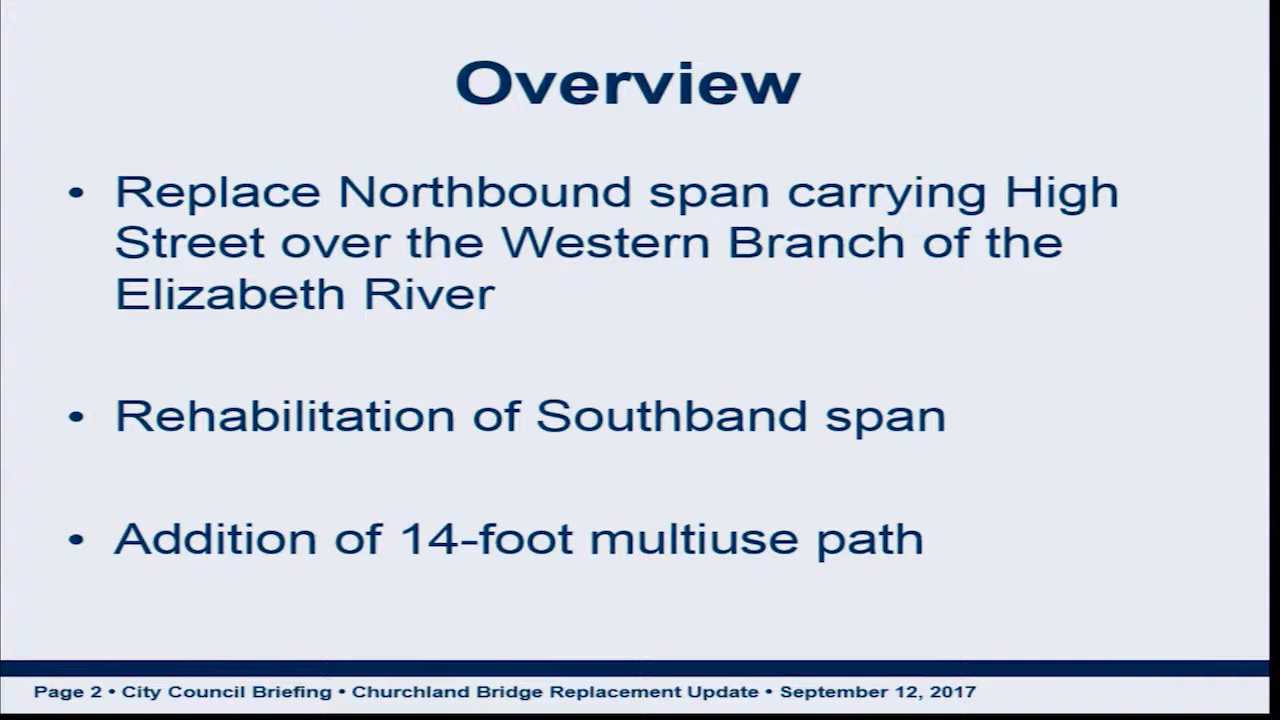 Overview
• Replace Northbound span carrying High
Street over the Western Branch of the
Elizabeth River
• Rehabilitation of Southband span
• Addition of 14-foot multiuse path
Page 2 • City Council Briefing • Churchland Bridge Replacement Update • September 12, 2017